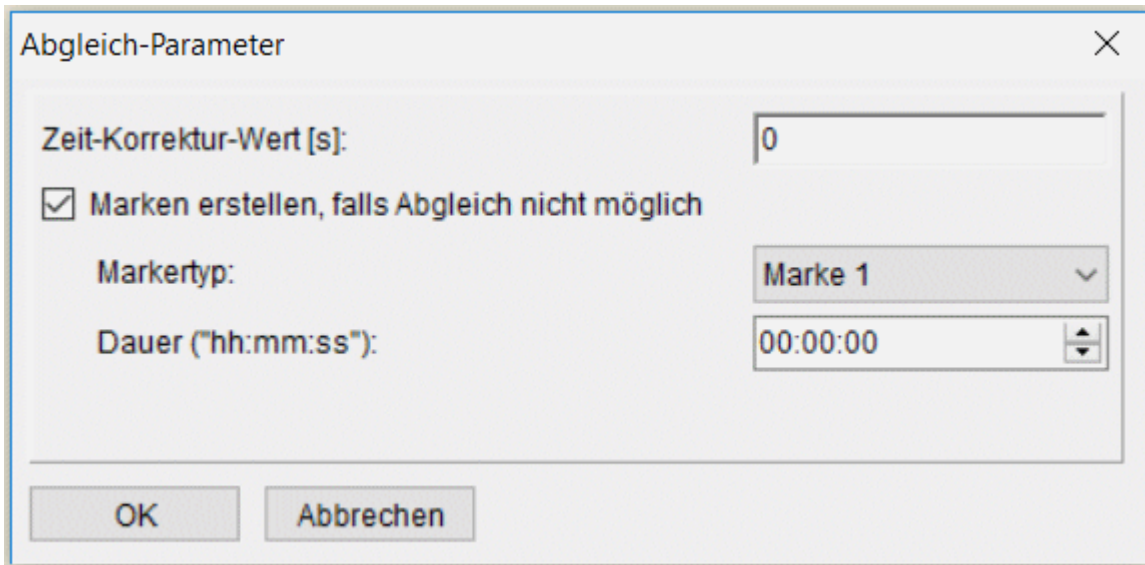 Abgleich-Parameter
Zeit-Korrektur-Wert [s]: 0
Marken erstellen, falls Abgleich nicht möglich
Markertyp: Marke 1
Dauer ("hh:mm:ss"): 00:00:00
OK Abbrechen